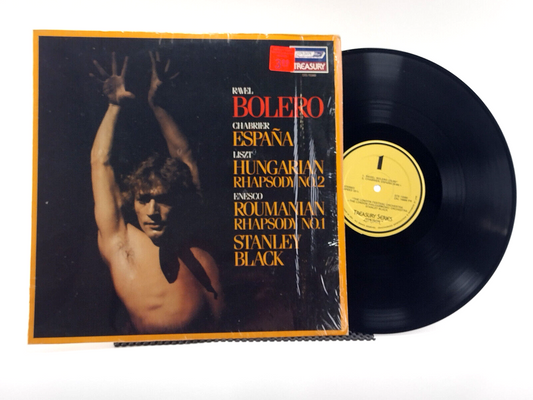 TREASURY
RAVEL
BOLERO
CHABRIER
ESPAÑA
LISZT
HUNGARIAN
RHAPSODY NO.2
ENESCO
ROUMANIAN
RHAPSODY NO.1
STANLEY
BLACK
1
TREASURY SERIES